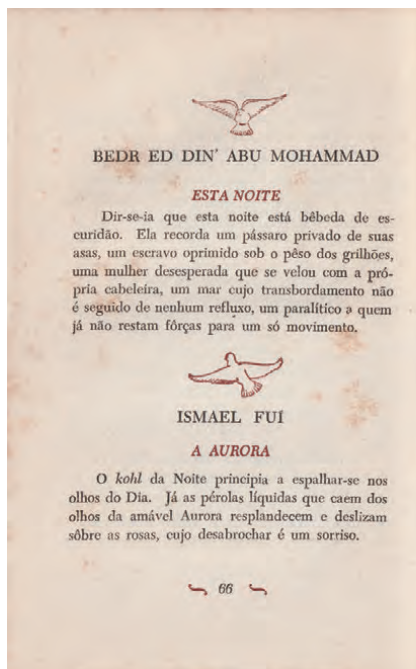 BEDR ED DIN' ABU MOHAMMAD
ESTA NOITE
Dir-se-ia que esta noite está bêbeda de es-
curidão. Ela recorda um pássaro privado de suas
asas, um escravo oprimido sob o pêso dos grilhões,
uma mulher desesperada que se velou com a pró-
pria cabeleira, um mar cujo transbordamento não
é seguido de nenhum refluxo, um paralítico a quem
já não restam fôrças para um só movimento.
ISMAEL FUÍ
A AURORA
O kohl da Noite principia a espalhar-se nos
olhos do Dia. Já as pérolas líquidas que caem dos
olhos da amável Aurora resplandecem e deslizam
sôbre as rosas, cujo desabrochar é um sorriso.
66